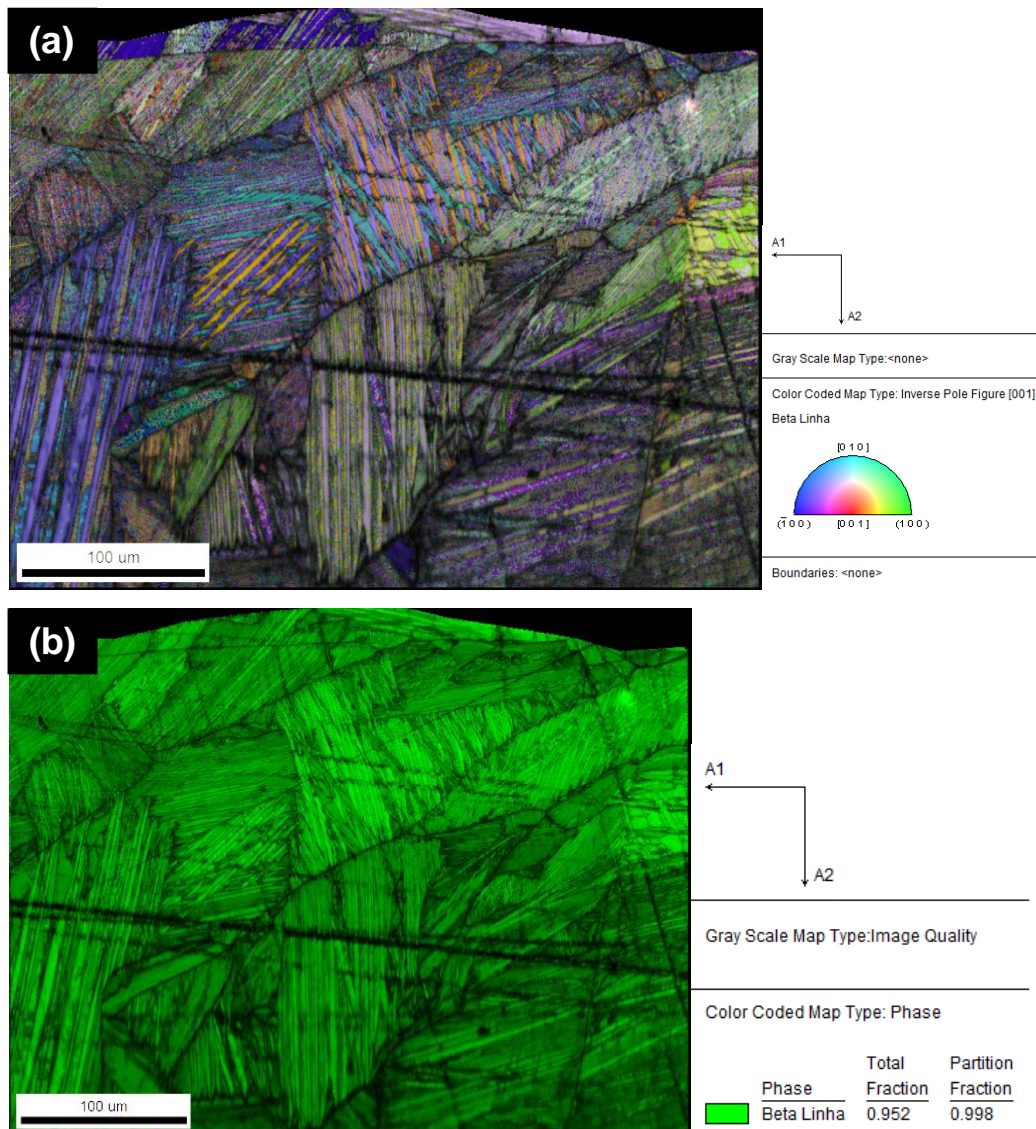 (a)
A1
A2
Gray Scale Map Type:<none>
Color Coded Map Type: Inverse Pole Figure [001]
Beta Linha
[0 1 0]
(1̄ 0 0) [0 0 1] (1 0 0)
Boundaries: <none>
100 um
(b)
A1
A2
Gray Scale Map Type:Image Quality
Color Coded Map Type: Phase
Total Partition
Phase Fraction Fraction
Beta Linha 0.952 0.998
100 um